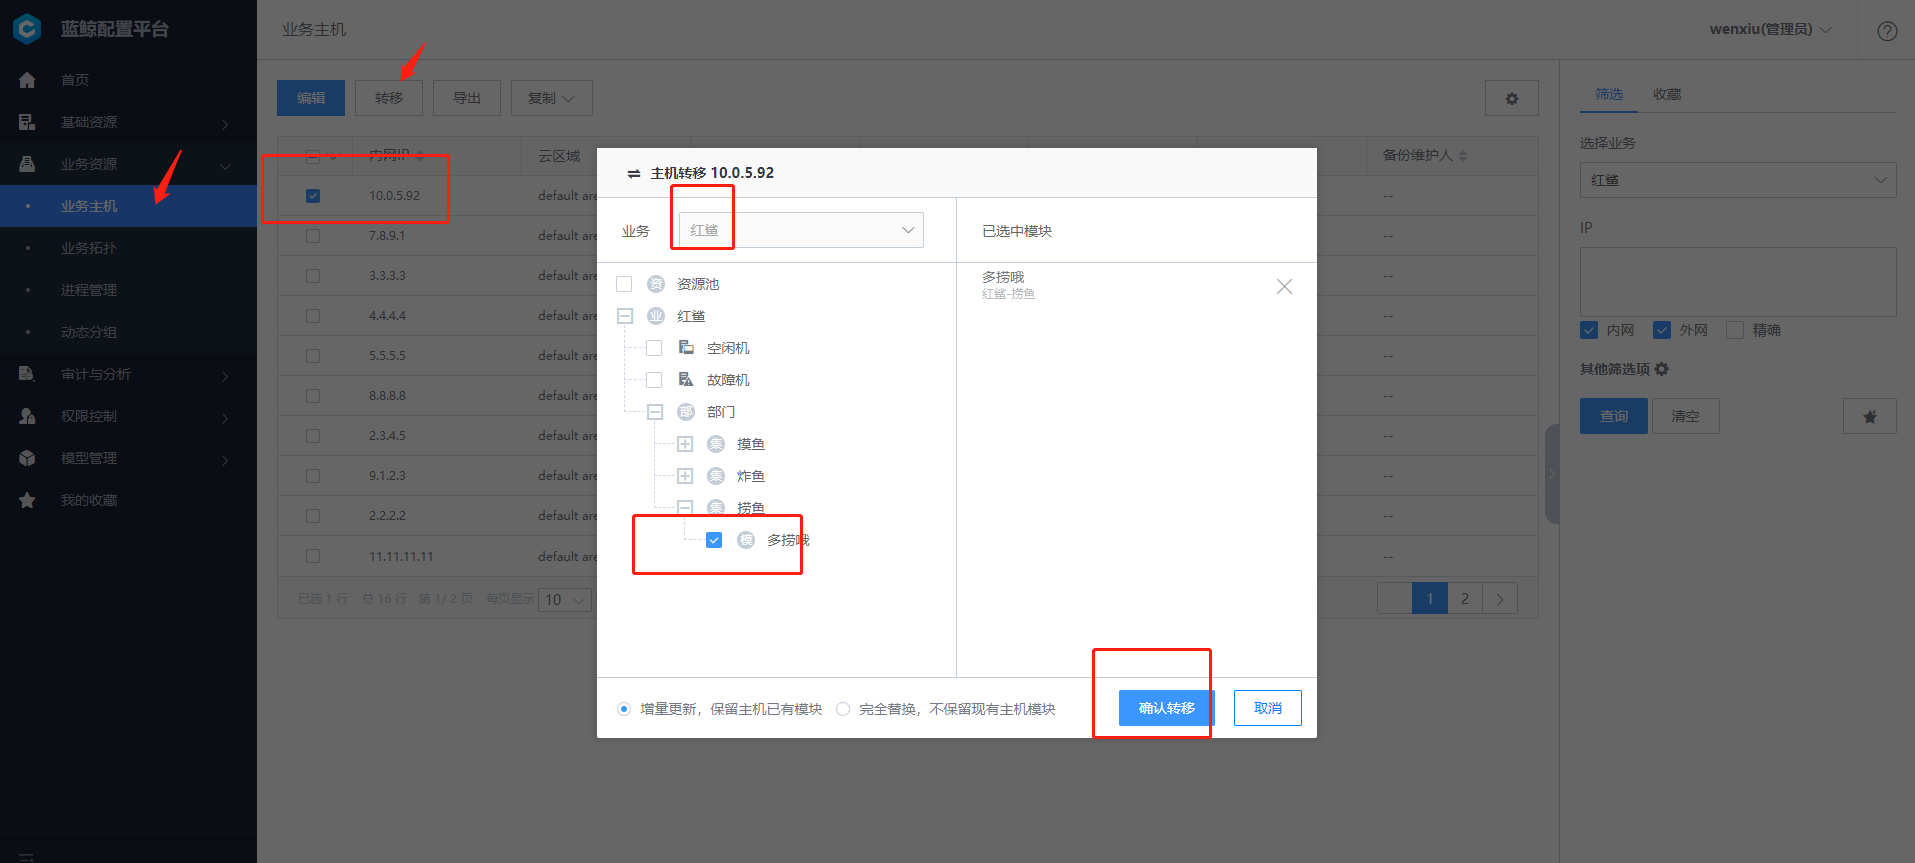 蓝鲸配置平台
首页
基础资源
业务资源
业务主机
业务拓扑
进程管理
动态分组
审计与分析
权限控制
模型管理
我的收藏
业务主机
wenxiu(管理员)
编辑
转移
导出
复制
内网IP
云区域
备份维护人
10.0.5.92
default are
--
7.8.9.1
default are
--
3.3.3.3
default are
--
4.4.4.4
default are
--
5.5.5.5
default are
--
8.8.8.8
default are
--
2.3.4.5
default are
--
9.1.2.3
default are
--
2.2.2.2
default are
--
11.11.11.11
default are
--
已选 1 行 总 16 行 第 1/ 2 页 每页显示 10
1 2
主机转移 10.0.5.92
业务
红鲨
已选中模块
资 资源池
业 红鲨
空闲机
故障机
部 部门
集 摸鱼
集 炸鱼
集 捞鱼
模 多捞哦
多捞哦
红鲨-捞鱼
增量更新，保留主机已有模块
完全替换，不保留现有主机模块
确认转移
取消
筛选
收藏
选择业务
红鲨
IP
内网
外网
精确
其他筛选项
查询
清空